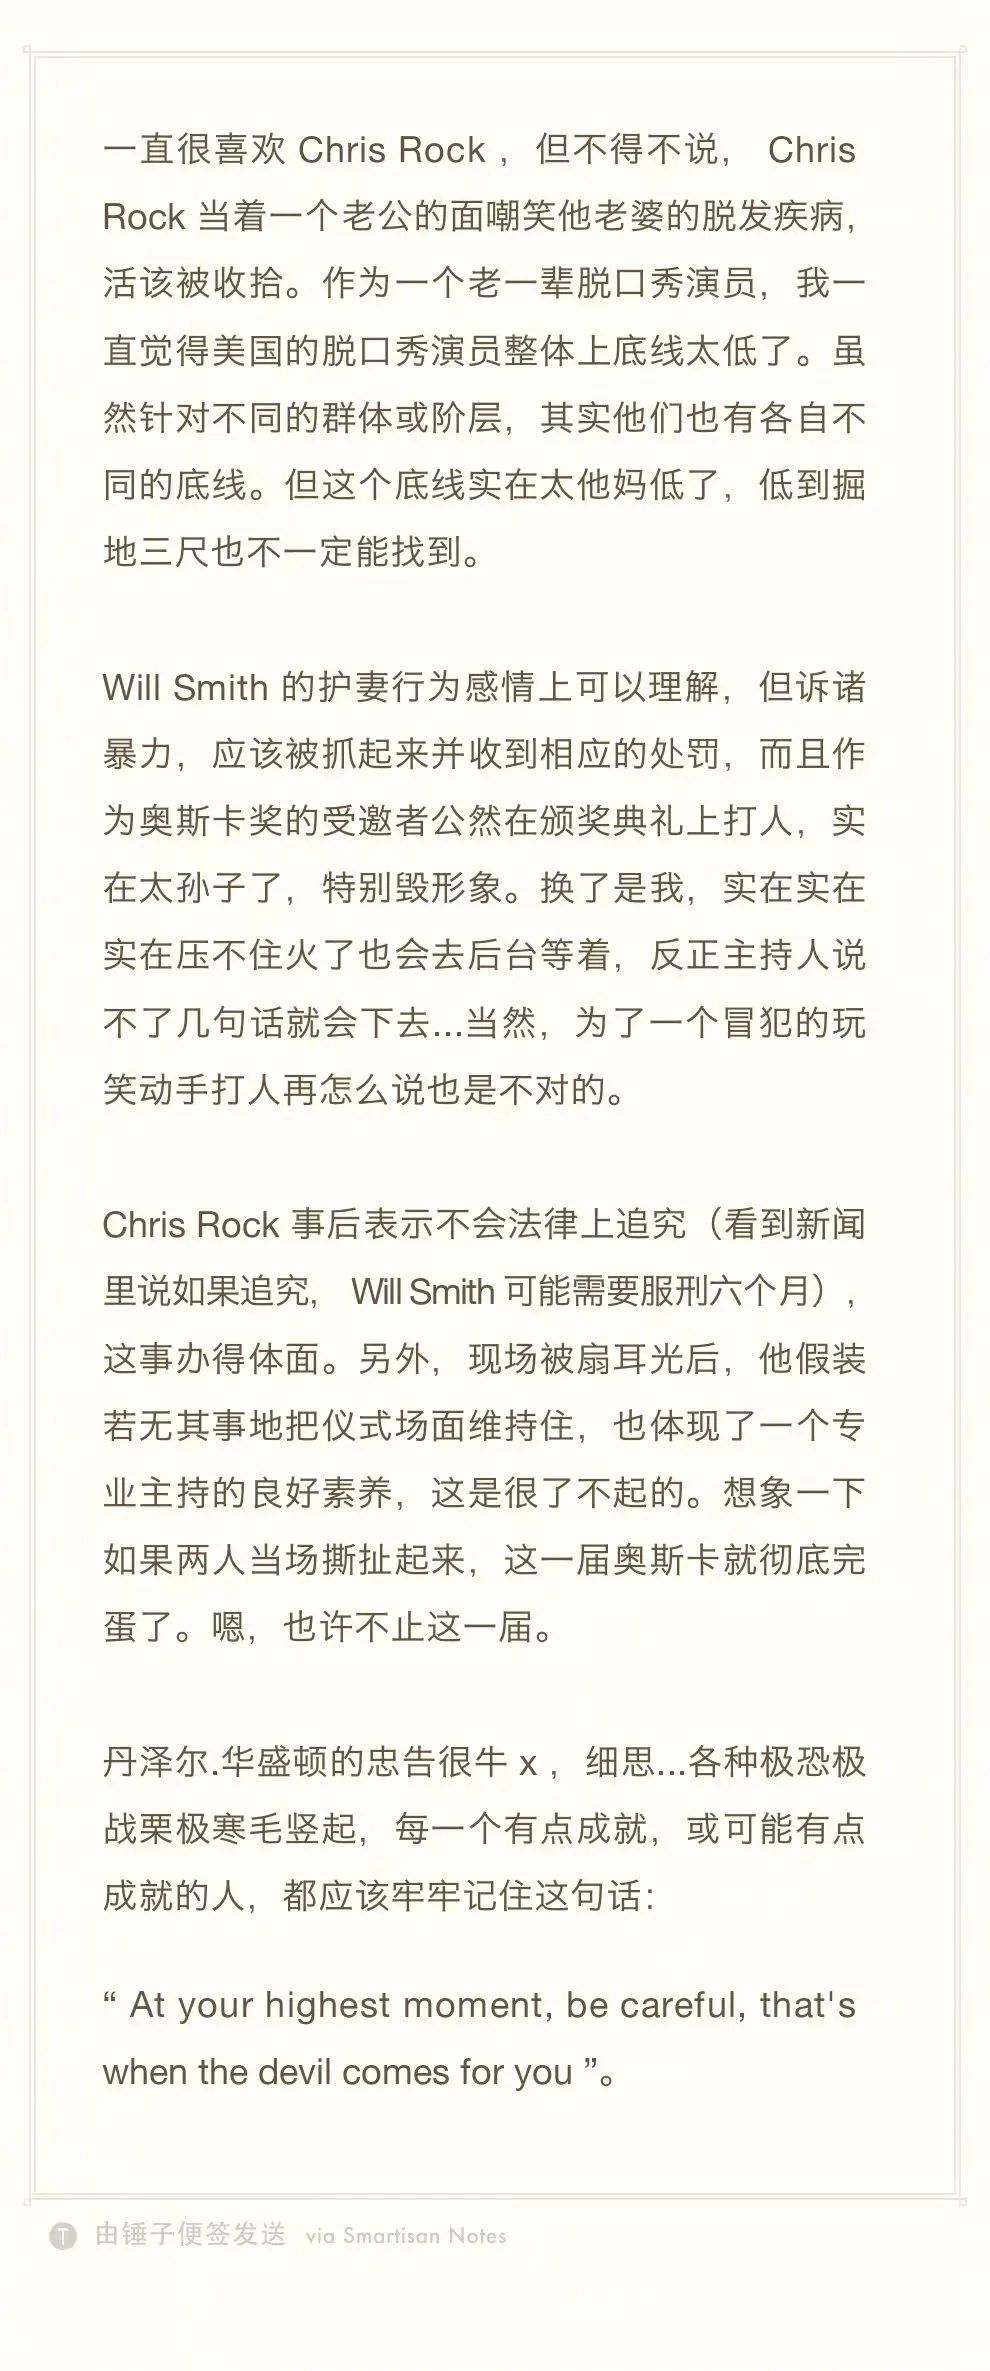 一直很喜欢 Chris Rock ，但不得不说， Chris
Rock 当着一个老公的面嘲笑他老婆的脱发疾病，
活该被收拾。作为一个老一辈脱口秀演员，我一
直觉得美国的脱口秀演员整体上底线太低了。虽
然针对不同的群体或阶层，其实他们也有各自不
同的底线。但这个底线实在太他妈低了，低到掘
地三尺也不一定能找到。
Will Smith 的护妻行为感情上可以理解，但诉诸
暴力，应该被抓起来并收到相应的处罚，而且作
为奥斯卡奖的受邀者公然在颁奖典礼上打人，实
在太孙子了，特别毁形象。换了是我，实在实在
实在压不住火了也会去后台等着，反正主持人说
不了几句话就会下去...当然，为了一个冒犯的玩
笑动手打人再怎么说也是不对的。
Chris Rock 事后表示不会法律上追究（看到新闻
里说如果追究， Will Smith 可能需要服刑六个月），
这事办得体面。另外，现场被扇耳光后，他假装
若无其事地把仪式场面维持住，也体现了一个专
业主持的良好素养，这是很了不起的。想象一下
如果两人当场撕扯起来，这一届奥斯卡就彻底完
蛋了。嗯，也许不止这一届。
丹泽尔.华盛顿的忠告很牛 x ，细思...各种极恐极
战栗极寒毛竖起，每一个有点成就，或可能有点
成就的人，都应该牢牢记住这句话：
“ At your highest moment, be careful, that's
when the devil comes for you ”。
由锤子便签发送 via Smartisan Notes